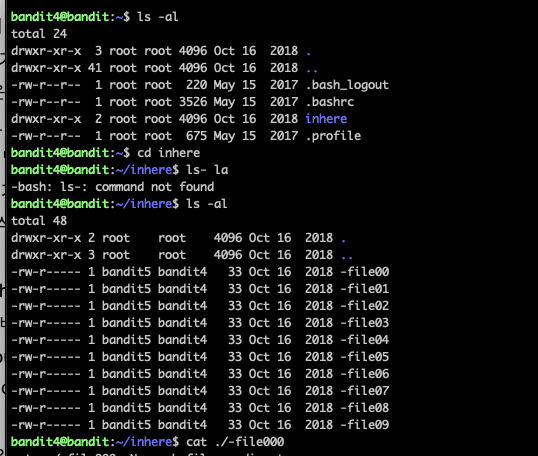 bandit4@bandit:~$ ls -al
total 24
drwxr-xr-x  3 root root 4096 Oct 16  2018 .
drwxr-xr-x 41 root root 4096 Oct 16  2018 ..
-rw-r--r--  1 root root  220 May 15  2017 .bash_logout
-rw-r--r--  1 root root 3526 May 15  2017 .bashrc
drwxr-xr-x  2 root root 4096 Oct 16  2018 inhere
-rw-r--r--  1 root root  675 May 15  2017 .profile
bandit4@bandit:~$ cd inhere
bandit4@bandit:~/inhere$ ls- la
-bash: ls-: command not found
bandit4@bandit:~/inhere$ ls -al
total 48
drwxr-xr-x 2 root    root    4096 Oct 16  2018 .
drwxr-xr-x 3 root    root    4096 Oct 16  2018 ..
-rw-r----- 1 bandit5 bandit4   33 Oct 16  2018 -file00
-rw-r----- 1 bandit5 bandit4   33 Oct 16  2018 -file01
-rw-r----- 1 bandit5 bandit4   33 Oct 16  2018 -file02
-rw-r----- 1 bandit5 bandit4   33 Oct 16  2018 -file03
-rw-r----- 1 bandit5 bandit4   33 Oct 16  2018 -file04
-rw-r----- 1 bandit5 bandit4   33 Oct 16  2018 -file05
-rw-r----- 1 bandit5 bandit4   33 Oct 16  2018 -file06
-rw-r----- 1 bandit5 bandit4   33 Oct 16  2018 -file07
-rw-r----- 1 bandit5 bandit4   33 Oct 16  2018 -file08
-rw-r----- 1 bandit5 bandit4   33 Oct 16  2018 -file09
bandit4@bandit:~/inhere$ cat ./-file000